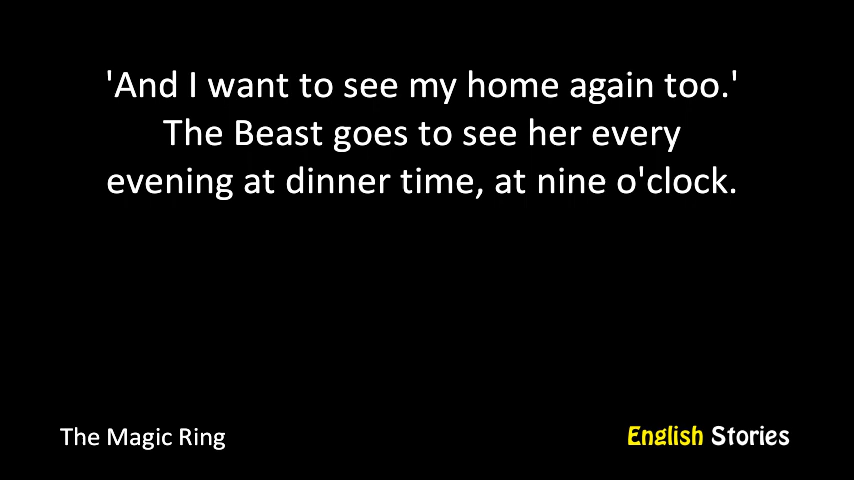 'And I want to see my home again too.'
The Beast goes to see her every
evening at dinner time, at nine o'clock.
The Magic Ring
English Stories